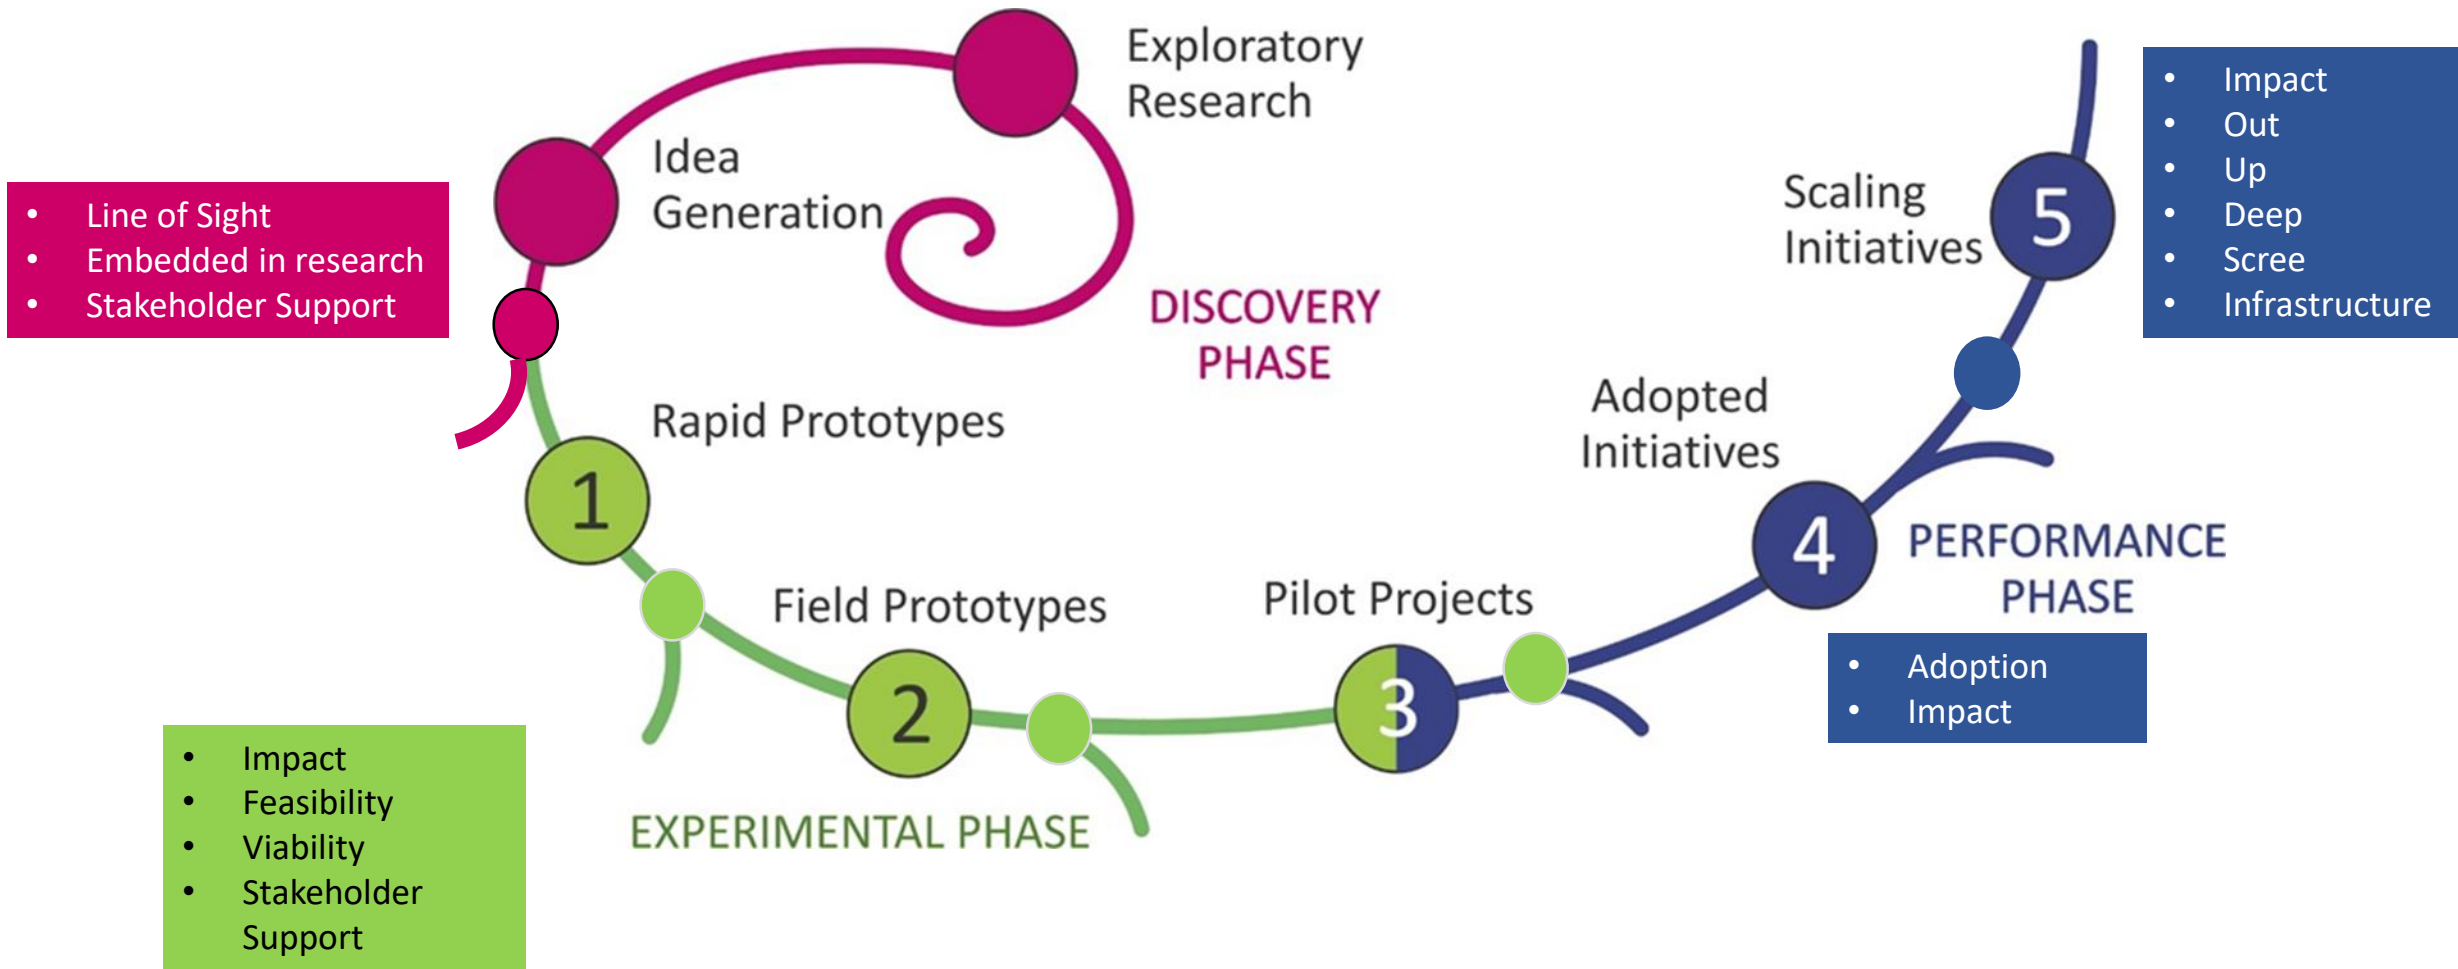 Exploratory
Research
Idea
Generation
• Line of Sight
• Embedded in research
• Stakeholder Support
DISCOVERY
PHASE
Rapid Prototypes
1
Field Prototypes
2
EXPERIMENTAL PHASE
• Impact
• Feasibility
• Viability
• Stakeholder
Support
Pilot Projects
3
Adopted
Initiatives
4
PERFORMANCE
PHASE
• Adoption
• Impact
Scaling
Initiatives
5
• Impact
• Out
• Up
• Deep
• Scree
• Infrastructure